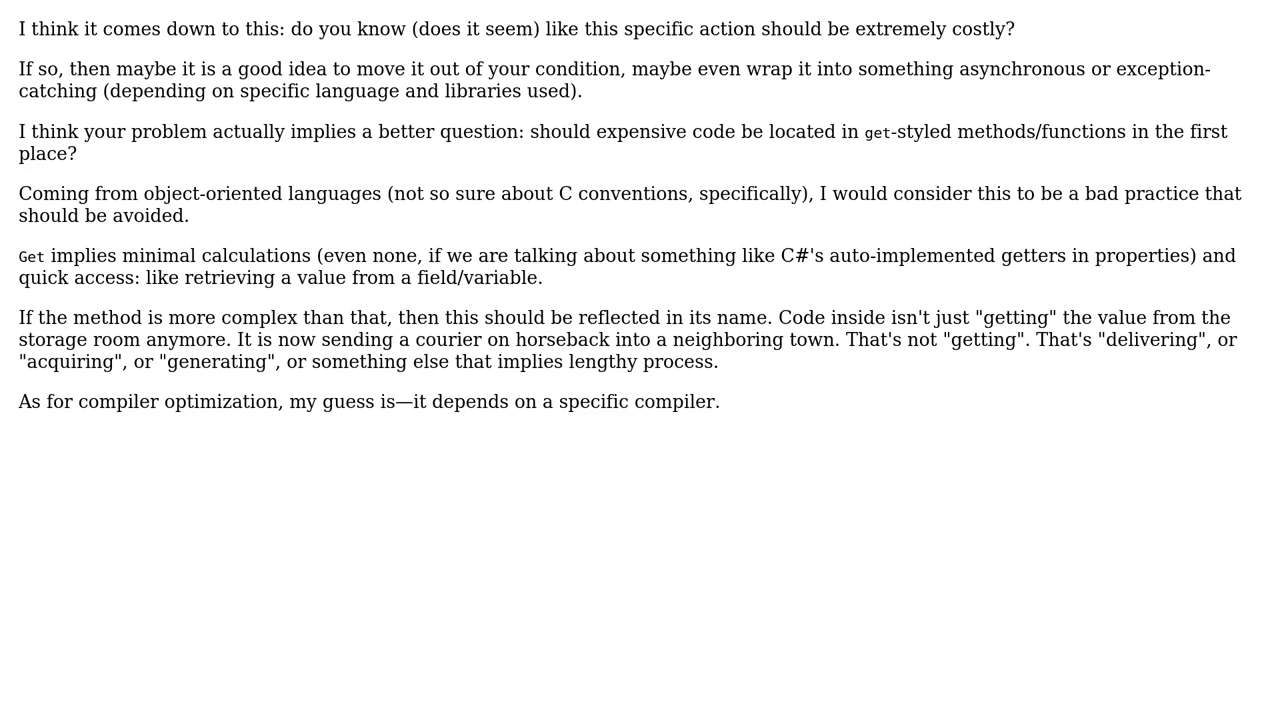 I think it comes down to this: do you know (does it seem) like this specific action should be extremely costly?
If so, then maybe it is a good idea to move it out of your condition, maybe even wrap it into something asynchronous or exception-
catching (depending on specific language and libraries used).
I think your problem actually implies a better question: should expensive code be located in get-styled methods/functions in the first
place?
Coming from object-oriented languages (not so sure about C conventions, specifically), I would consider this to be a bad practice that
should be avoided.
Get implies minimal calculations (even none, if we are talking about something like C#'s auto-implemented getters in properties) and
quick access: like retrieving a value from a field/variable.
If the method is more complex than that, then this should be reflected in its name. Code inside isn't just "getting" the value from the
storage room anymore. It is now sending a courier on horseback into a neighboring town. That's not "getting". That's "delivering", or
"acquiring", or "generating", or something else that implies lengthy process.
As for compiler optimization, my guess is—it depends on a specific compiler.